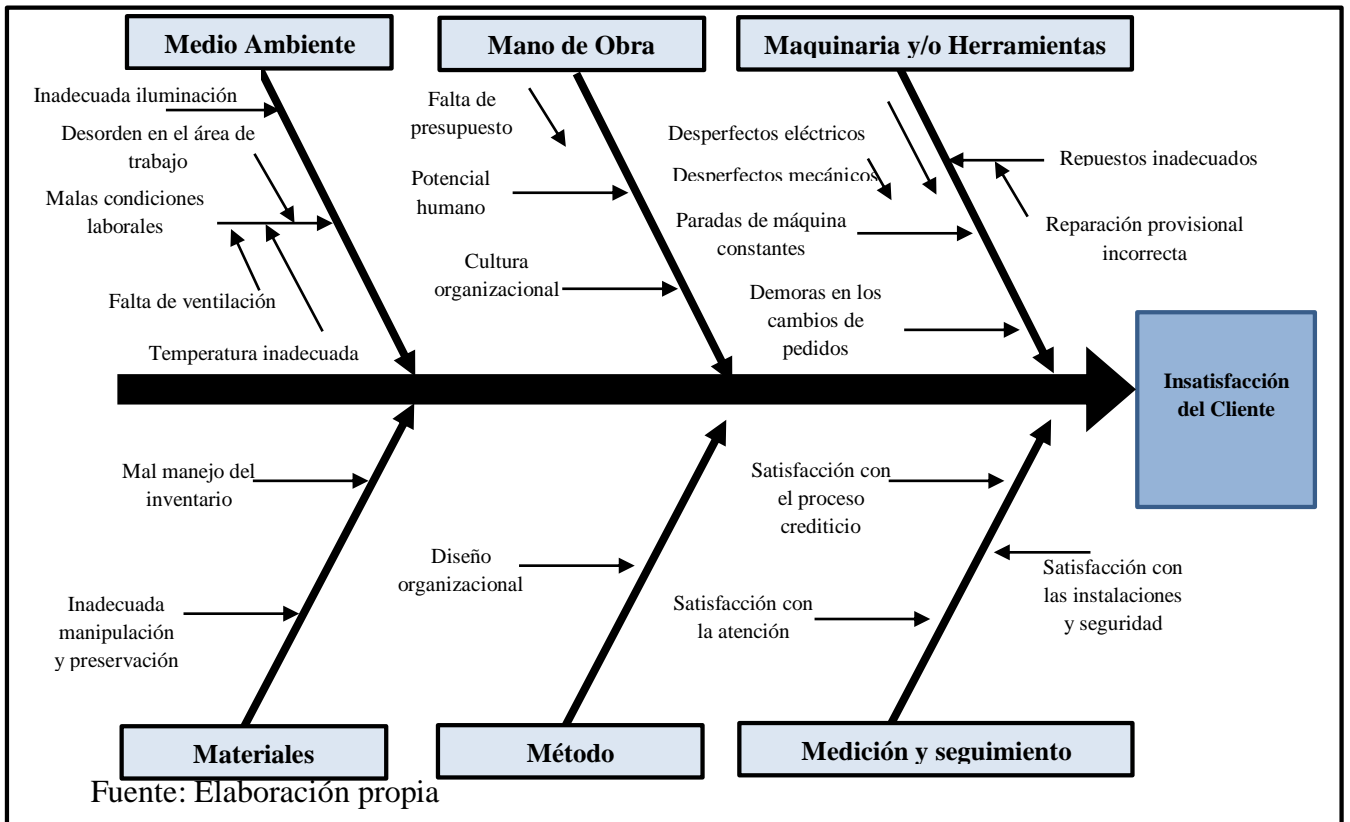 Medio Ambiente
Mano de Obra
Maquinaria y/o Herramientas
Inadecuada iluminación
Desorden en el área de
trabajo
Malas condiciones
laborales
Falta de ventilación
Temperatura inadecuada
Falta de
presupuesto
Potencial
humano
Cultura
organizacional
Desperfectos eléctricos
Desperfectos mecánicos
Paradas de máquina
constantes
Demoras en los
cambios de
pedidos
Repuestos inadecuados
Reparación provisional
incorrecta
Insatisfacción
del Cliente
Mal manejo del
inventario
Inadecuada
manipulación
y preservación
Diseño
organizacional
Satisfacción con
el proceso
crediticio
Satisfacción con
la atención
Satisfacción con
las instalaciones
y seguridad
Materiales
Método
Medición y seguimiento
Fuente: Elaboración propia